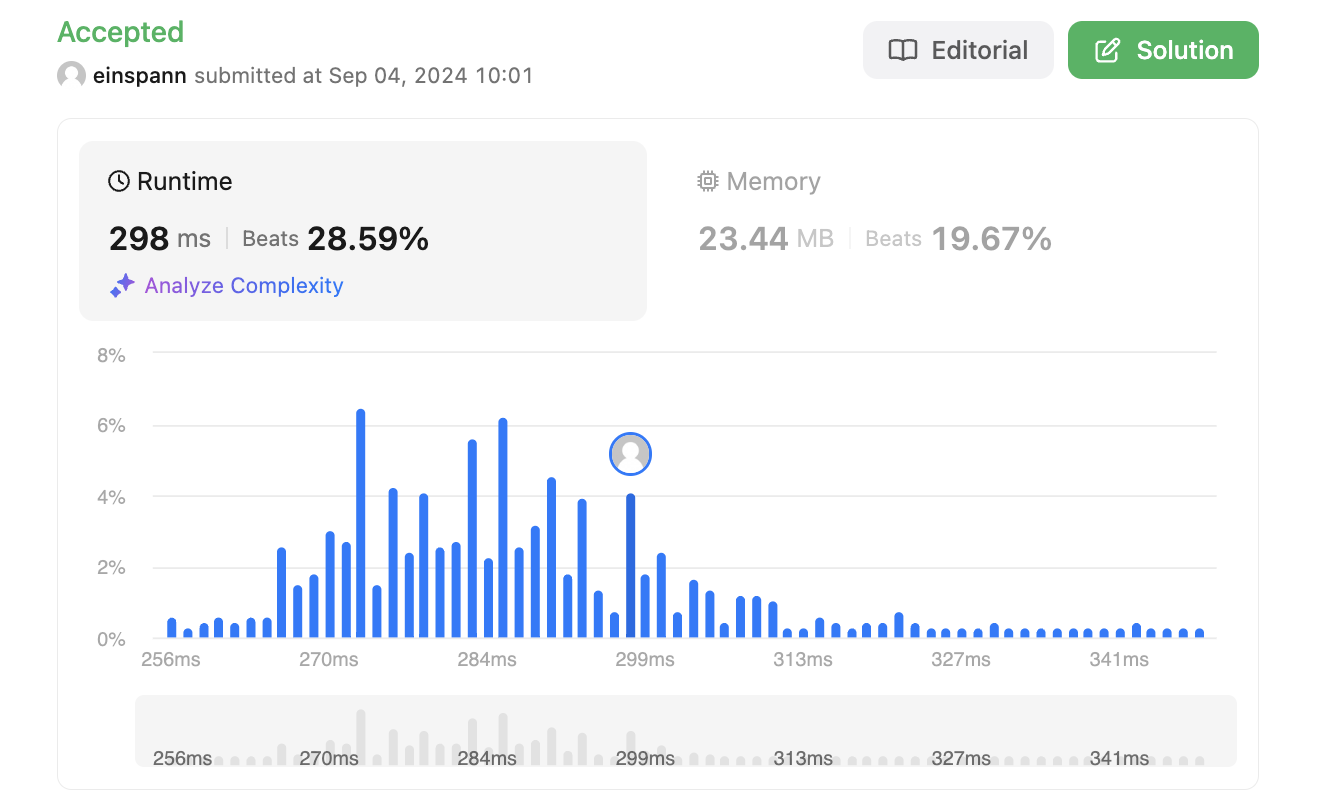 Accepted
Editorial
Solution
einspann submitted at Sep 04, 2024 10:01
Runtime
Memory
298 ms Beats 28.59%
23.44 MB Beats 19.67%
Analyze Complexity
8%
6%
4%
2%
0%
256ms 270ms 284ms 299ms 313ms 327ms 341ms
256ms 270ms 284ms 299ms 313ms 327ms 341ms